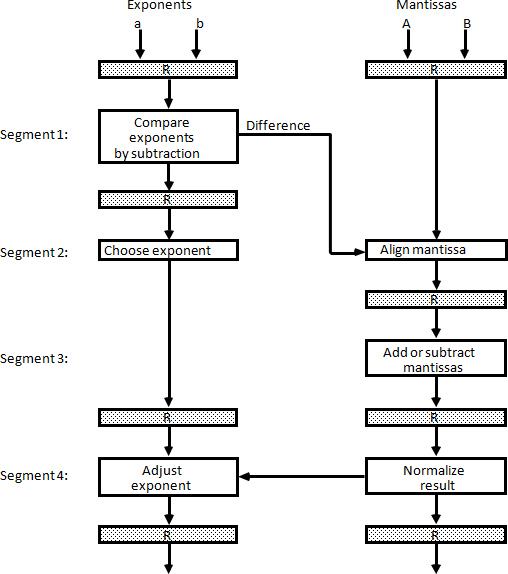 Exponents
Mantissas
a
b
A
B
R
R
Segment 1:
Compare
exponents
by subtraction
Difference
R
Segment 2:
Choose exponent
Align mantissa
R
Segment 3:
Add or subtract
mantissas
R
R
Segment 4:
Adjust
exponent
Normalize
result
R
R